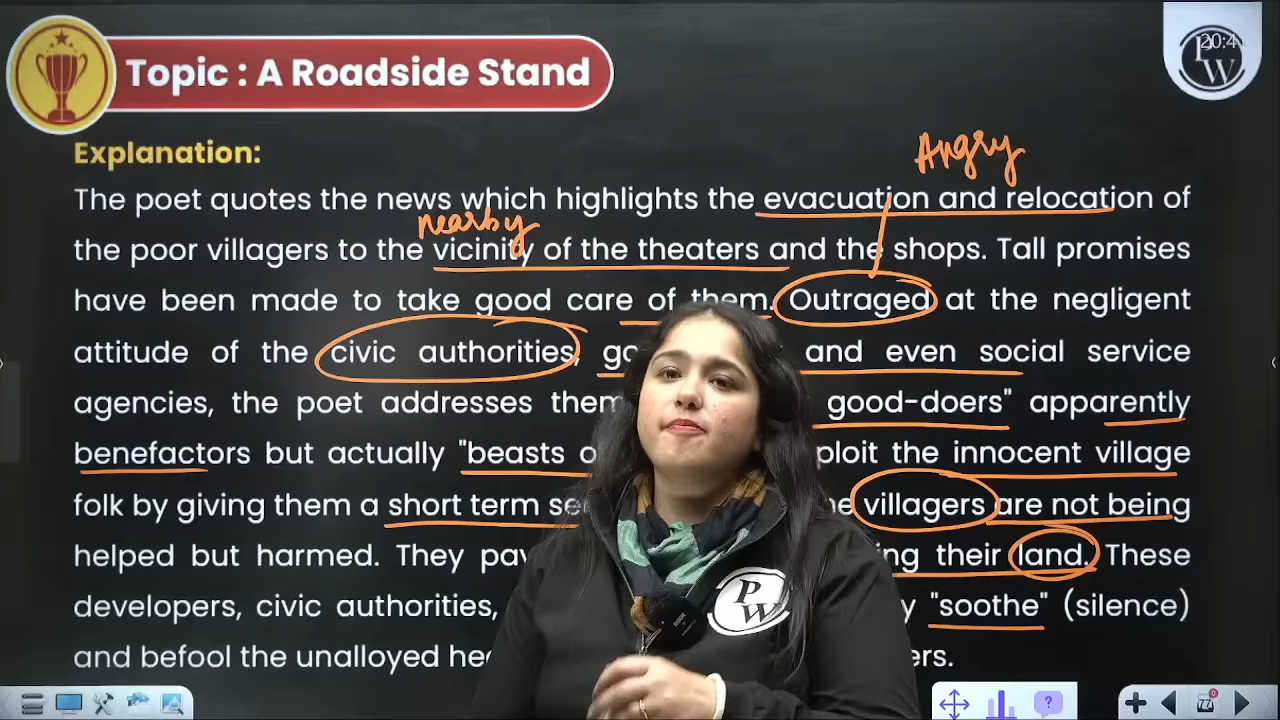 Topic : A Roadside Stand
20:4
PW
Explanation:
Angry
The poet quotes the news which highlights the evacuation and relocation of
nearby
the poor villagers to the vicinity of the theaters and the shops. Tall promises
have been made to take good care of them. Outraged at the negligent
attitude of the civic authorities, and even social service
agencies, the poet addresses them good-doers" apparently
benefactors but actually "beasts the innocent village
folk by giving them a short term villagers are not being
helped but harmed. They their land. These
developers, civic authorities, "soothe" (silence)
and befool the unalloyed
PW
77